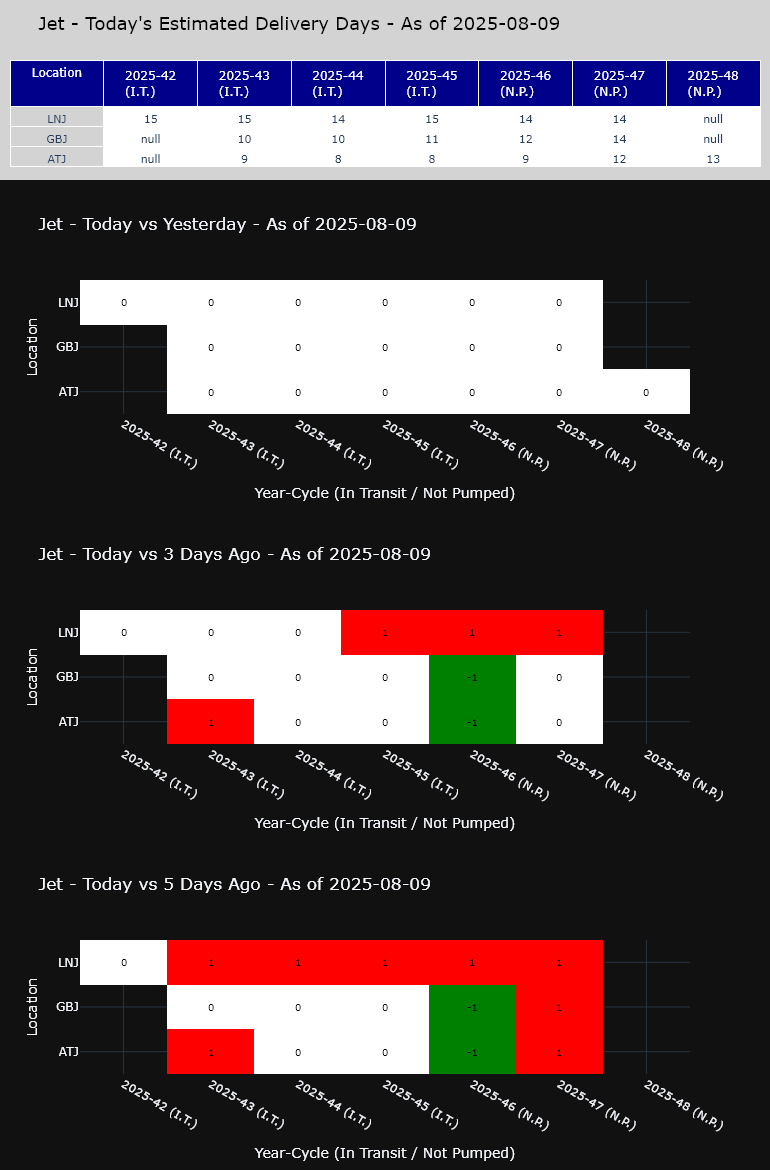 Jet - Today's Estimated Delivery Days - As of 2025-08-09
Location 2025-42 (I.T.) 2025-43 (I.T.) 2025-44 (I.T.) 2025-45 (I.T.) 2025-46 (N.P.) 2025-47 (N.P.) 2025-48 (N.P.)
LNJ 15 15 14 15 14 14 null
GBJ null 10 10 11 12 14 null
ATJ null 9 8 8 9 12 13
Jet - Today vs Yesterday - As of 2025-08-09
Location
LNJ 0 0 0 0 0 0
GBJ 0 0 0 0 0
ATJ 0 0 0 0 0 0
2025-42 (I.T.) 2025-43 (I.T.) 2025-44 (I.T.) 2025-45 (I.T.) 2025-46 (N.P.) 2025-47 (N.P.) 2025-48 (N.P.)
Year-Cycle (In Transit / Not Pumped)
Jet - Today vs 3 Days Ago - As of 2025-08-09
Location
LNJ 0 0 0 1 1 1
GBJ 0 0 0 -1 0
ATJ 1 0 0 -1 0
2025-42 (I.T.) 2025-43 (I.T.) 2025-44 (I.T.) 2025-45 (I.T.) 2025-46 (N.P.) 2025-47 (N.P.) 2025-48 (N.P.)
Year-Cycle (In Transit / Not Pumped)
Jet - Today vs 5 Days Ago - As of 2025-08-09
Location
LNJ 0 1 1 1 1 1
GBJ 0 0 0 -1 1
ATJ 1 0 0 -1 1
2025-42 (I.T.) 2025-43 (I.T.) 2025-44 (I.T.) 2025-45 (I.T.) 2025-46 (N.P.) 2025-47 (N.P.) 2025-48 (N.P.)
Year-Cycle (In Transit / Not Pumped)